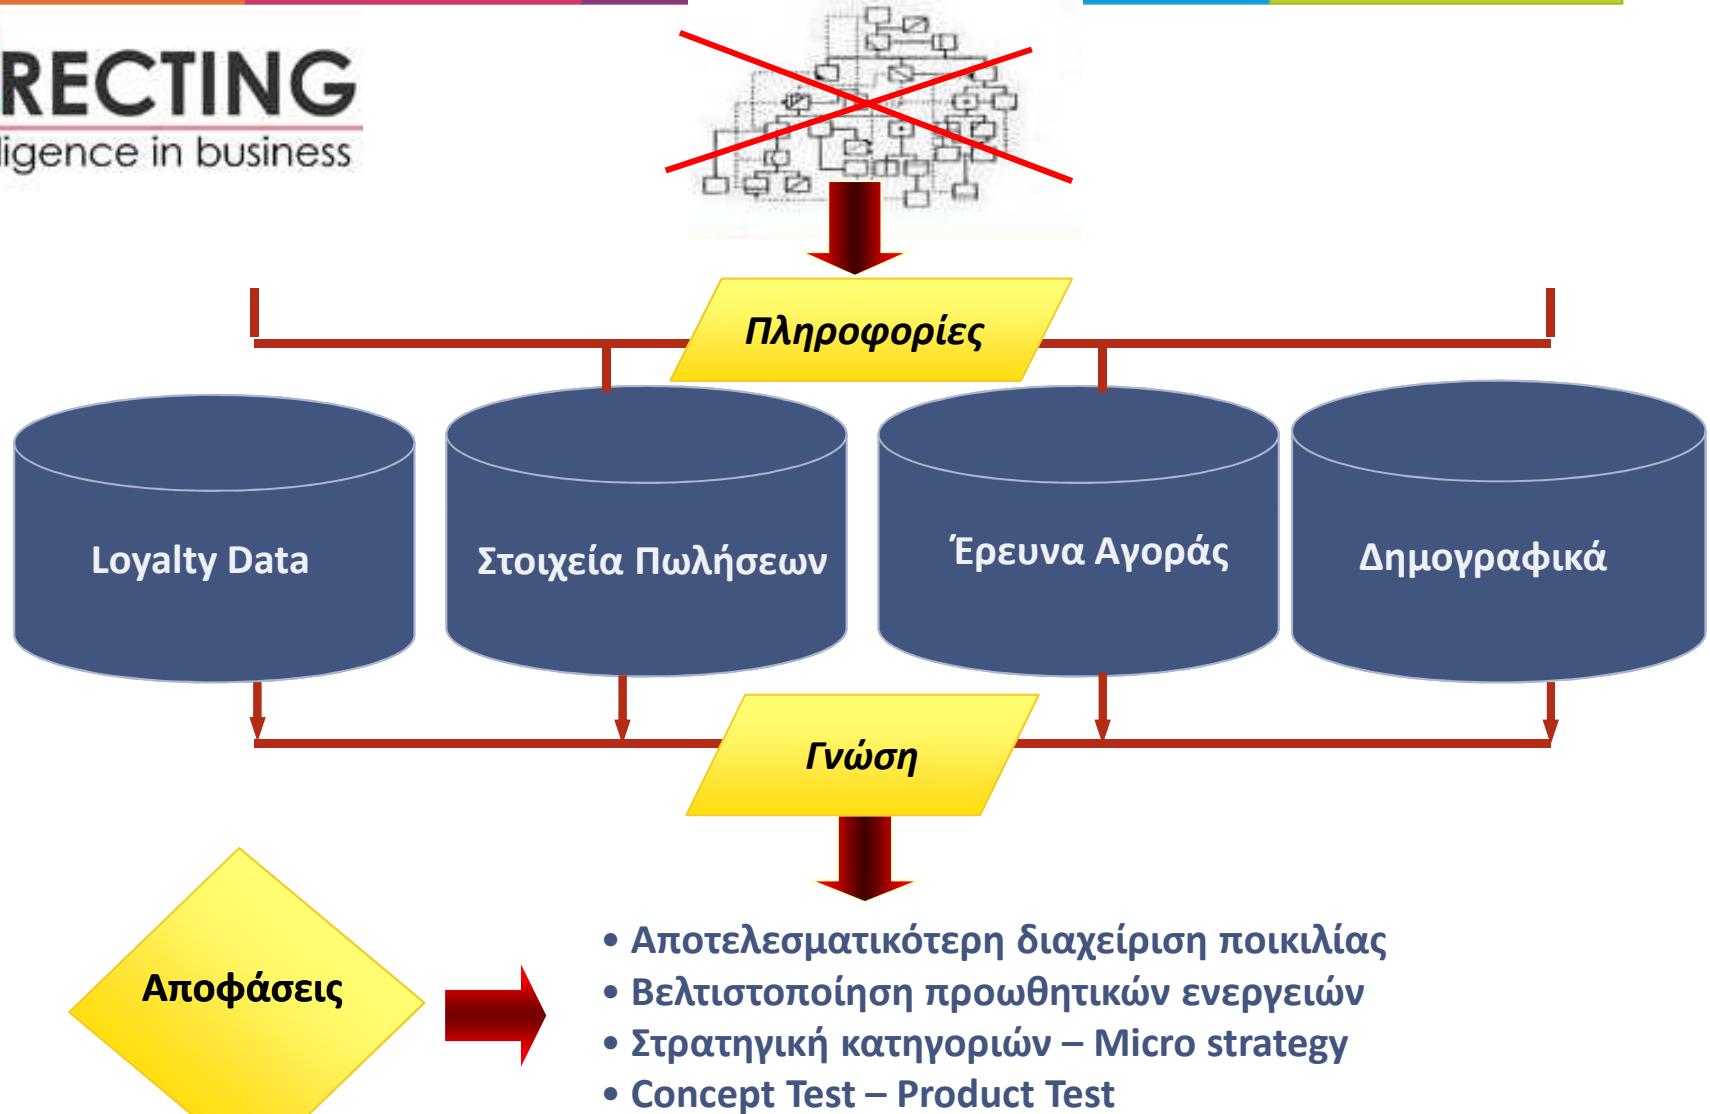 RECTING
ligence in business
Πληροφορίες
Loyalty Data
Στοιχεία Πωλήσεων
Έρευνα Αγοράς
Δημογραφικά
Γνώση
Αποφάσεις
• Αποτελεσματικότερη διαχείριση ποικιλίας
• Βελτιστοποίηση προωθητικών ενεργειών
• Στρατηγική κατηγοριών – Micro strategy
• Concept Test – Product Test